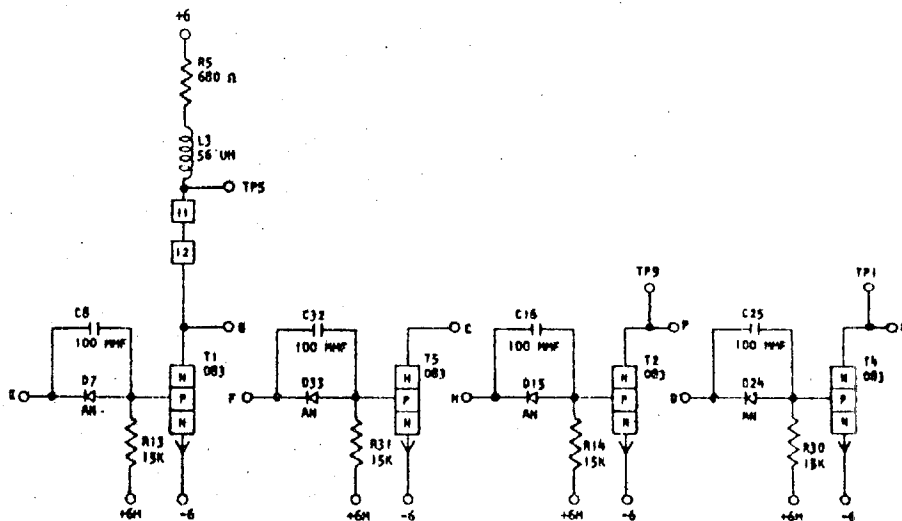 +6
R5
680 Ω
L3
56 UH
TP5
I1
I2
TP9
TP1
C8
100 MMF
G
C32
100 MMF
C
C16
100 MMF
P
C25
100 MMF
T1
083
T5
083
T2
083
T4
083
D7
AN
N
P
N
F
D33
AN
N
P
N
H
D15
AN
N
P
N
D24
AN
N
P
N
R13
15K
R31
15K
R14
15K
R30
15K
+6M
-6
+6M
-6
+6M
-6
+6M
-6